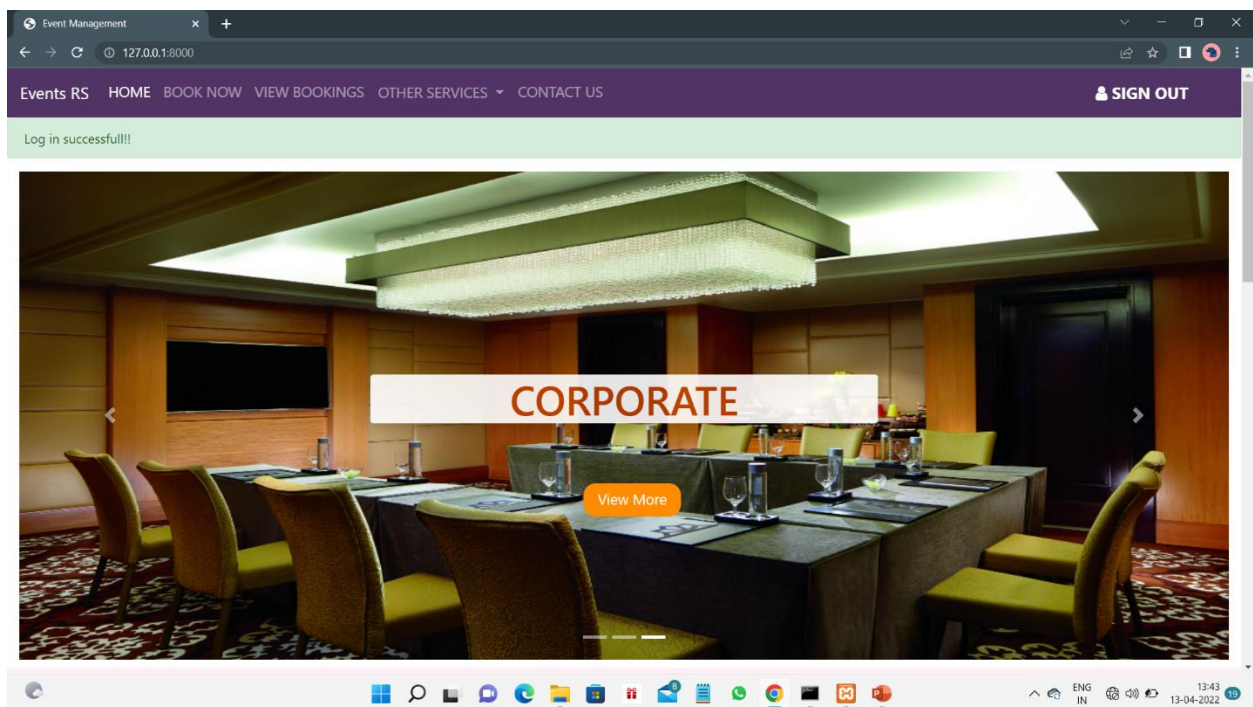 Event Management
127.0.0.1:8000
Events RS HOME BOOK NOW VIEW BOOKINGS OTHER SERVICES CONTACT US SIGN OUT
Log in successfull!!
CORPORATE
View More
8
ENG
IN
13:43
13-04-2022
19